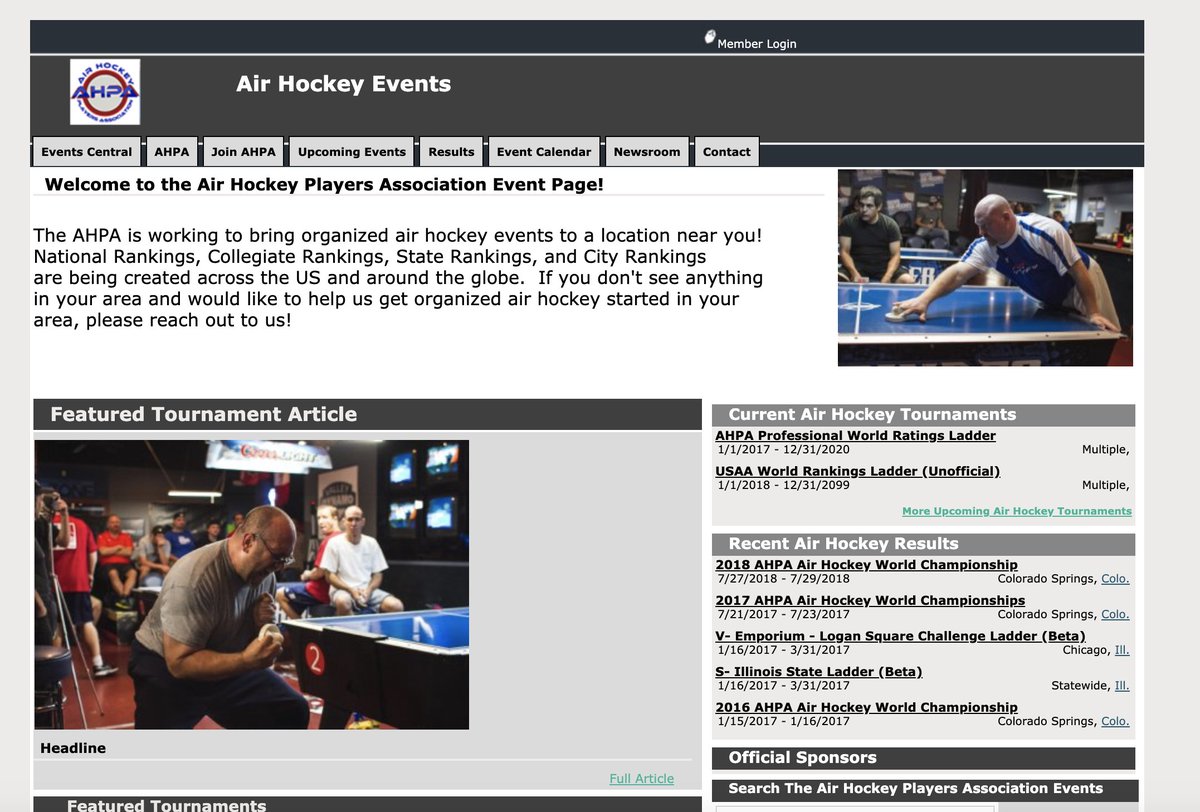 Member Login
AIR HOCKEY
AHPA
PLAYERS ASSOCIATION
Air Hockey Events
Events Central
AHPA
Join AHPA
Upcoming Events
Results
Event Calendar
Newsroom
Contact
Welcome to the Air Hockey Players Association Event Page!
The AHPA is working to bring organized air hockey events to a location near you!
National Rankings, Collegiate Rankings, State Rankings, and City Rankings
are being created across the US and around the globe.  If you don't see anything
in your area and would like to help us get organized air hockey started in your
area, please reach out to us!
Featured Tournament Article
Coors LIGHT
VALLEY
DYNAMO
2
Headline
Full Article
Featured Tournaments
Current Air Hockey Tournaments
AHPA Professional World Ratings Ladder
1/1/2017 - 12/31/2020 Multiple,
USAA World Rankings Ladder (Unofficial)
1/1/2018 - 12/31/2099 Multiple,
More Upcoming Air Hockey Tournaments
Recent Air Hockey Results
2018 AHPA Air Hockey World Championship
7/27/2018 - 7/29/2018 Colorado Springs, Colo.
2017 AHPA Air Hockey World Championships
7/21/2017 - 7/23/2017 Colorado Springs, Colo.
V- Emporium - Logan Square Challenge Ladder (Beta)
1/16/2017 - 3/31/2017 Chicago, Ill.
S- Illinois State Ladder (Beta)
1/16/2017 - 3/31/2017 Statewide, Ill.
2016 AHPA Air Hockey World Championship
1/15/2017 - 1/16/2017 Colorado Springs, Colo.
Official Sponsors
Search The Air Hockey Players Association Events